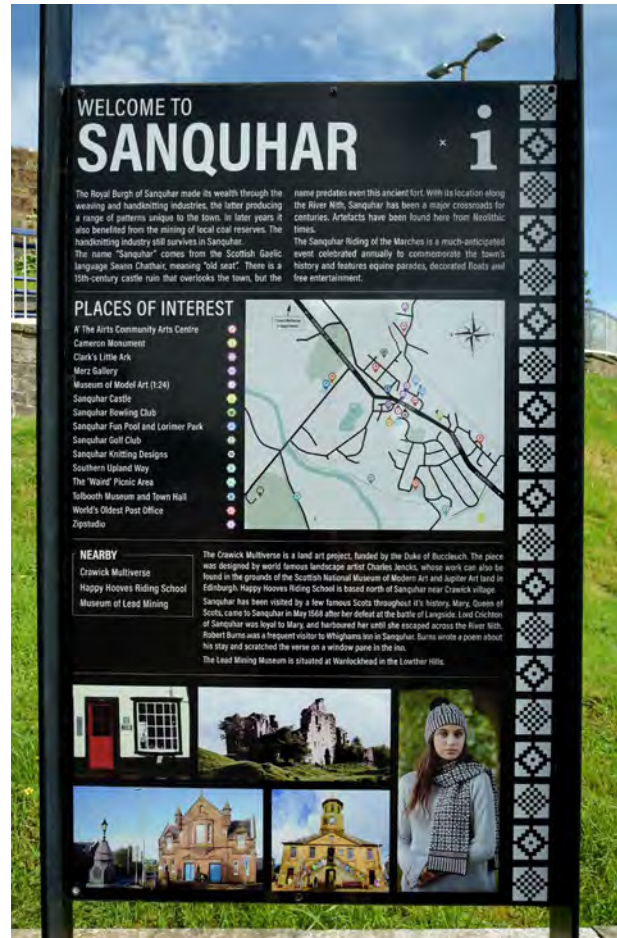 WELCOME TO
SANQUHAR
i
The Royal Burgh of Sanquhar made its wealth through the
weaving and handknitting industries, the latter producing
a range of patterns unique to the town. In later years it
also benefited from the mining of local coal reserves. The
handknitting industry still survives in Sanquhar.
The name "Sanquhar" comes from the Scottish Gaelic
language Seann Chathair, meaning "old seat". There is a
15th-century castle ruin that overlooks the town, but the
name predates even this ancient fort. With its location along
the River Nith, Sanquhar has been a major crossroads for
centuries. Artefacts have been found here from Neolithic
times.
The Sanquhar Riding of the Marches is a much-anticipated
event celebrated annually to commemorate the town's
history and features equine parades, decorated floats and
free entertainment.
PLACES OF INTEREST
A' The Airts Community Arts Centre
Cameron Monument
Clark's Little Ark
Merz Gallery
Museum of Model Art (1:24)
Sanquhar Castle
Sanquhar Bowling Club
Sanquhar Fun Pool and Lorimer Park
Sanquhar Golf Club
Sanquhar Knitting Designs
Southern Upland Way
The 'Waird' Picnic Area
Tolbooth Museum and Town Hall
World's Oldest Post Office
Zipstudio
NEARBY
Crawick Multiverse
Happy Hooves Riding School
Museum of Lead Mining
The Crawick Multiverse is a land art project, funded by the Duke of Buccleuch. The piece
was designed by world famous landscape artist Charles Jencks, whose work can also be
found in the grounds of the Scottish National Museum of Modern Art and Jupiter Art land in
Edinburgh. Happy Hooves Riding School is based north of Sanquhar near Crawick village.
Sanquhar has been visited by a few famous Scots throughout it's history. Mary, Queen of
Scots, came to Sanquhar in May 1568 after her defeat at the battle of Langside. Lord Crichton
of Sanquhar was loyal to Mary, and harboured her until she escaped across the River Nith.
Robert Burns was a frequent visitor to Whighams Inn in Sanquhar. Burns wrote a poem about
his stay and scratched the verse on a window pane in the inn.
The Lead Mining Museum is situated at Wanlockhead in the Lowther Hills.